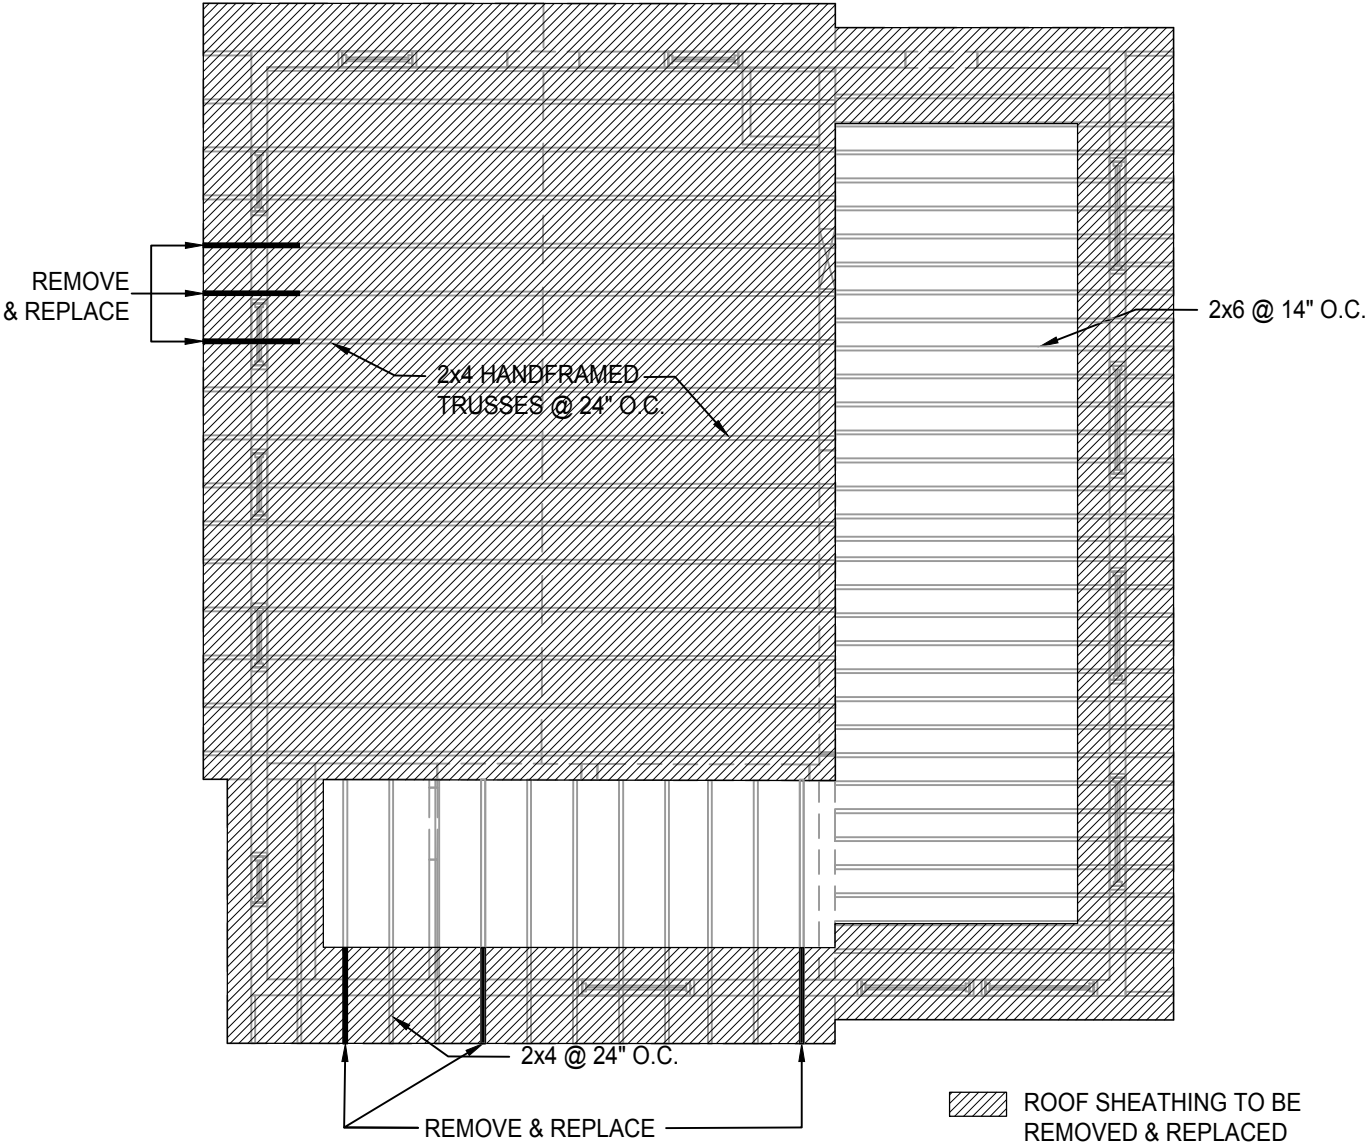 REMOVE
& REPLACE
2x6 @ 14" O.C.
2x4 HANDFRAMED
TRUSSES @ 24" O.C.
2x4 @ 24" O.C.
REMOVE & REPLACE
ROOF SHEATHING TO BE
REMOVED & REPLACED